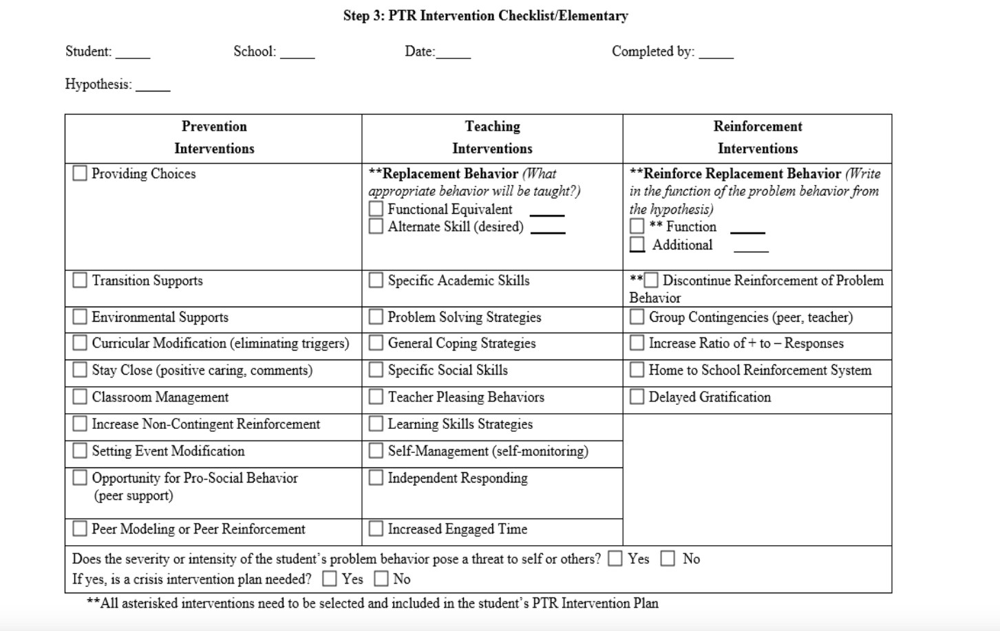 Step 3: PTR Intervention Checklist/Elementary
Student: _____ School: _____ Date:_____ Completed by: _____
Hypothesis: _____
Prevention
Interventions
Teaching
Interventions
Reinforcement
Interventions
☐ Providing Choices
**Replacement Behavior (What
appropriate behavior will be taught?)
☐ Functional Equivalent _____
☐ Alternate Skill (desired) _____
**Reinforce Replacement Behavior (Write
in the function of the problem behavior from
the hypothesis)
☐ ** Function _____
☐ Additional _____
☐ Transition Supports
☐ Specific Academic Skills
**☐ Discontinue Reinforcement of Problem
Behavior
☐ Environmental Supports
☐ Problem Solving Strategies
☐ Group Contingencies (peer, teacher)
☐ Curricular Modification (eliminating triggers)
☐ General Coping Strategies
☐ Increase Ratio of + to – Responses
☐ Stay Close (positive caring, comments)
☐ Specific Social Skills
☐ Home to School Reinforcement System
☐ Classroom Management
☐ Teacher Pleasing Behaviors
☐ Delayed Gratification
☐ Increase Non-Contingent Reinforcement
☐ Learning Skills Strategies
☐ Setting Event Modification
☐ Self-Management (self-monitoring)
☐ Opportunity for Pro-Social Behavior
(peer support)
☐ Independent Responding
☐ Peer Modeling or Peer Reinforcement
☐ Increased Engaged Time
Does the severity or intensity of the student's problem behavior pose a threat to self or others? ☐ Yes ☐ No
If yes, is a crisis intervention plan needed? ☐ Yes ☐ No
**All asterisked interventions need to be selected and included in the student's PTR Intervention Plan